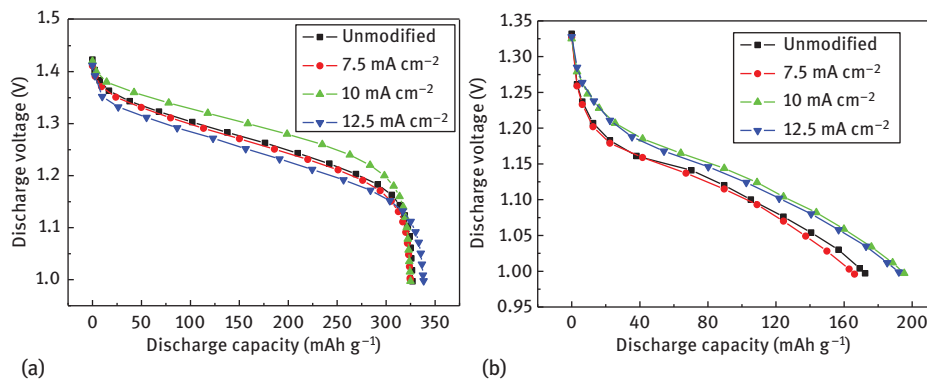 1.5
1.4
1.3
1.2
1.1
1.0
Discharge voltage (V)
0 50 100 150 200 250 300 350
Discharge capacity (mAh g⁻¹)
Unmodified
7.5 mA cm⁻²
10 mA cm⁻²
12.5 mA cm⁻²
(a)
1.35
1.30
1.25
1.20
1.15
1.10
1.05
1.00
0.95
Discharge voltage (V)
0 40 80 120 160 200
Discharge capacity (mAh g⁻¹)
Unmodified
7.5 mA cm⁻²
10 mA cm⁻²
12.5 mA cm⁻²
(b)